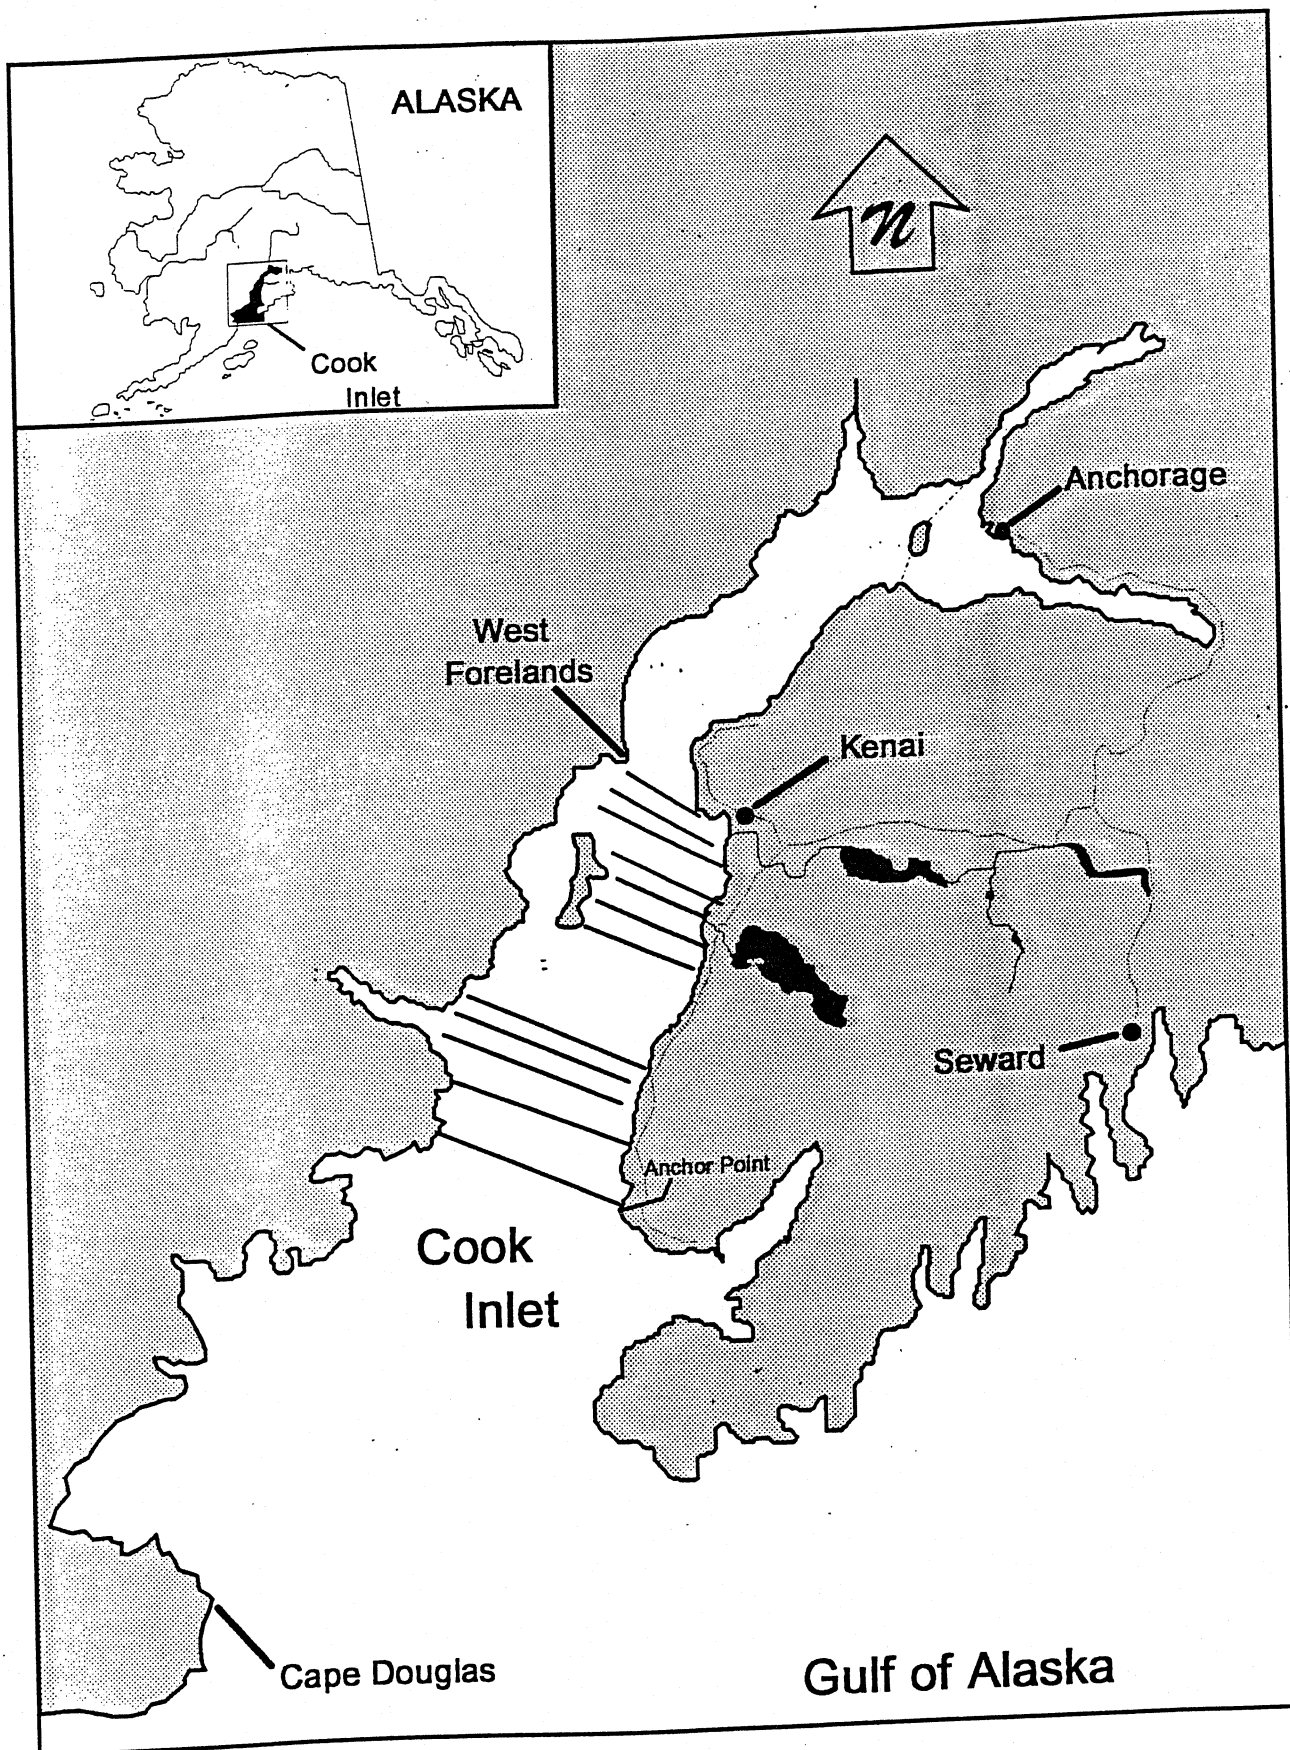 ALASKA
Cook
Inlet
n
Anchorage
West
Forelands
Kenai
Seward
Anchor Point
Cook
Inlet
Cape Douglas
Gulf of Alaska